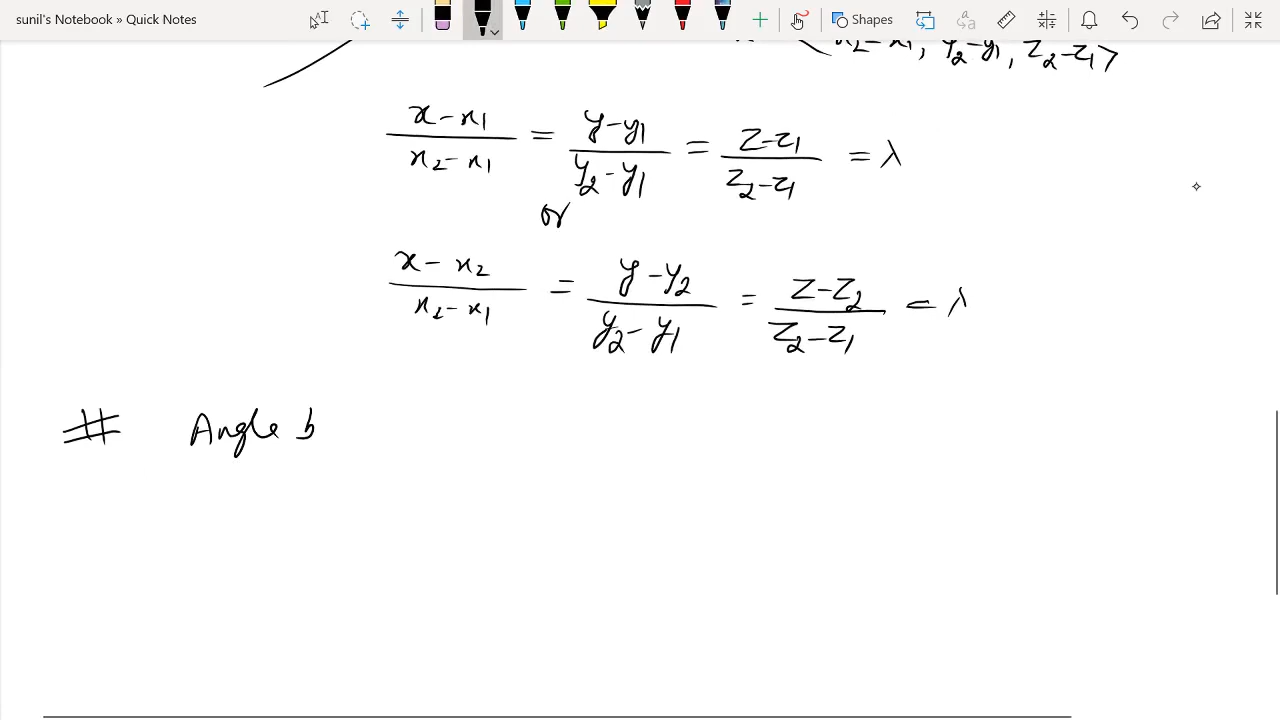 sunil's Notebook » Quick Notes
Shapes
x2-x1, y2-y1, z2-z1>
x-x1/x2-x1 = y-y1/y2-y1 = z-z1/z2-z1 = λ
or
x-x2/x2-x1 = y-y2/y2-y1 = z-z2/z2-z1 = λ
# Angle b